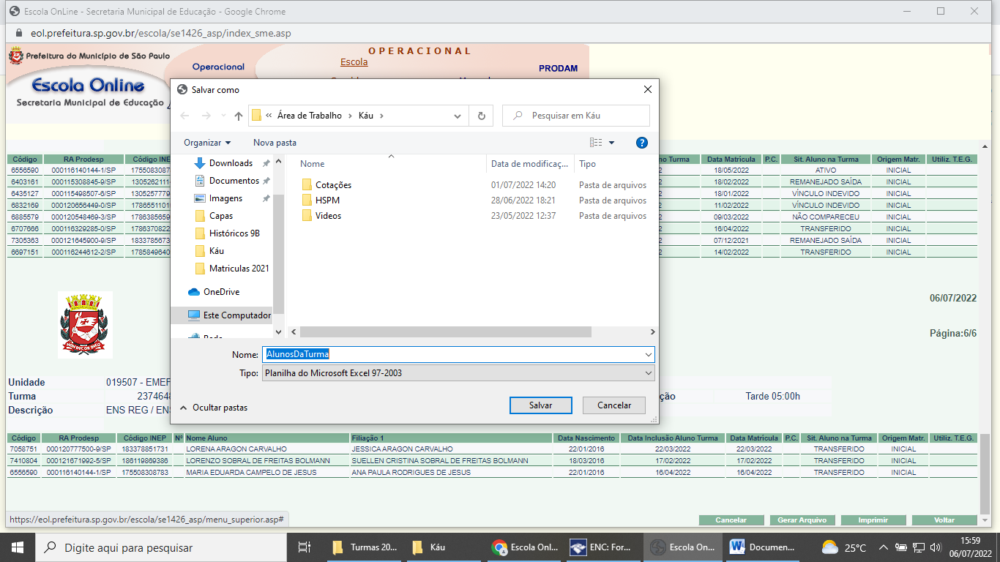 Escola OnLine - Secretaria Municipal de Educação - Google Chrome
eol.prefeitura.sp.gov.br/escola/se1426_asp/index_sme.asp
Prefeitura do Município de São Paulo
Escola Online
Secretaria Municipal de Educação
Operacional
OPERACIONAL
Escola
PRODAM
Salvar como
« Área de Trabalho › Káu ›
Pesquisar em Káu
Organizar
Nova pasta
Downloads
Documentos
Imagens
Capas
Históricos 9B
Káu
Matriculas 2021
OneDrive
Este Computador
Nome Data de modificaç... Tipo
Cotações 01/07/2022 14:20 Pasta de arquivos
HSPM 28/06/2022 18:21 Pasta de arquivos
Videos 23/05/2022 12:37 Pasta de arquivos
Nome: AlunosDaTurma
Tipo: Planilha do Microsoft Excel 97-2003
Ocultar pastas
Salvar
Cancelar
Código RA Prodesp Código INE Turma Data Matricula P.C. Sit. Aluno na Turma Origem Matr. Utiliz. T.E.G.
6556590 000116140144-1/SP 1755083087 2 18/05/2022 ATIVO INICIAL
6403161 000115308845-9/SP 1305262111 2 18/02/2022 REMANEJADO SAÍDA INICIAL
6435127 000115498507-6/SP 1305257779 2 18/01/2022 VÍNCULO INDEVIDO INICIAL
6832169 000120656449-0/SP 1786551101 2 11/02/2022 VÍNCULO INDEVIDO INICIAL
6885579 000120548469-3/SP 1786385659 2 09/03/2022 NÃO COMPARECEU INICIAL
6707666 000116329285-0/SP 1786370822 2 16/04/2022 TRANSFERIDO INICIAL
7305363 000121645900-9/SP 1833785673 2 07/12/2021 REMANEJADO SAÍDA INICIAL
6697151 000116244612-2/SP 1785849640 2 14/02/2022 TRANSFERIDO INICIAL
06/07/2022
Página:6/6
Unidade 019507 - EMEF
Turma 2374648 ção Tarde 05:00h
Descrição ENS REG / ENS
Código RA Prodesp Código INEP Nº Nome Aluno Filiação 1 Data Nascimento Data Inclusão Aluno Turma Data Matricula P.C. Sit. Aluno na Turma Origem Matr. Utiliz. T.E.G.
7058751 000120777500-9/SP 183378851731 LORENA ARAGON CARVALHO JESSICA ARAGON CARVALHO 22/01/2016 22/03/2022 22/03/2022 TRANSFERIDO INICIAL
7410804 000121671992-5/SP 186119869386 LORENZO SOBRAL DE FREITAS BOLMANN SUELLEN CRISTINA SOBRAL DE FREITAS BOLMANN 18/03/2016 17/02/2022 17/02/2022 TRANSFERIDO INICIAL
6556590 000116140144-1/SP 175508308783 MARIA EDUARDA CAMPELO DE JESUS ANA PAULA RODRIGUES DE JESUS 22/01/2016 16/04/2022 16/04/2022 TRANSFERIDO INICIAL
https://eol.prefeitura.sp.gov.br/escola/se1426_asp/menu_superior.asp#
Cancelar Gerar Arquivo Imprimir Voltar
Digite aqui para pesquisar
Turmas 20...
Káu
Escola Onl...
ENC: For...
Escola On...
Documen...
25°C
15:59
06/07/2022